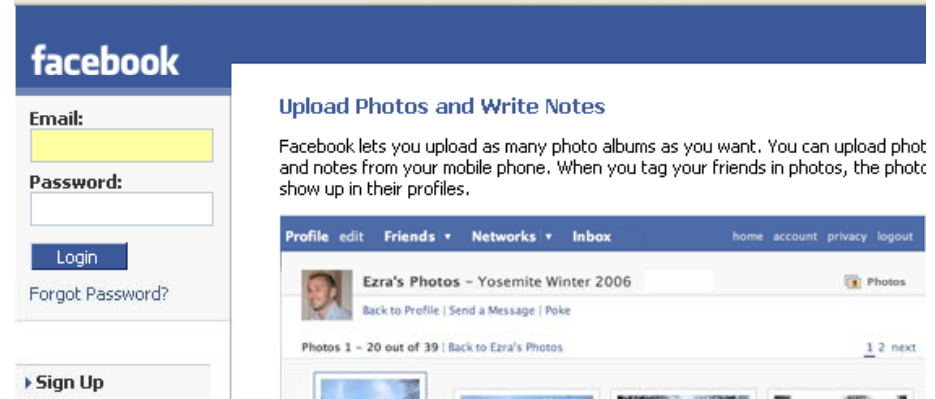 facebook
Email:
Password:
Login
Forgot Password?
Sign Up
Upload Photos and Write Notes
Facebook lets you upload as many photo albums as you want. You can upload phot
and notes from your mobile phone. When you tag your friends in photos, the photo
show up in their profiles.
Profile edit Friends Networks Inbox home account privacy logout
Ezra's Photos – Yosemite Winter 2006 Photos
Back to Profile | Send a Message | Poke
Photos 1 – 20 out of 39 | Back to Ezra's Photos 1 2 next